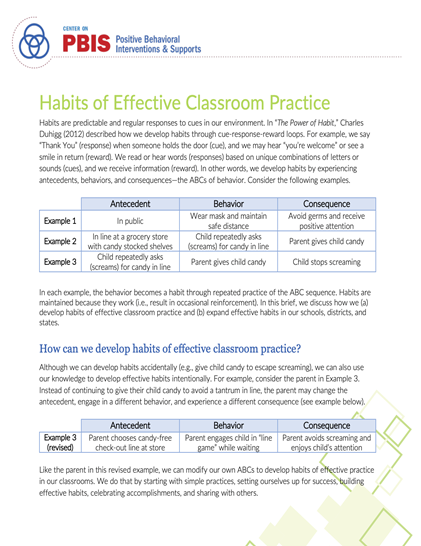 CENTER ON
PBIS Positive Behavioral
Interventions & Supports
Habits of Effective Classroom Practice
Habits are predictable and regular responses to cues in our environment. In "The Power of Habit," Charles
Duhigg (2012) described how we develop habits through cue-response-reward loops. For example, we say
"Thank You" (response) when someone holds the door (cue), and we may hear "you're welcome" or see a
smile in return (reward). We read or hear words (responses) based on unique combinations of letters or
sounds (cues), and we receive information (reward). In other words, we develop habits by experiencing
antecedents, behaviors, and consequences—the ABCs of behavior. Consider the following examples.
Antecedent Behavior Consequence
Example 1 In public Wear mask and maintain safe distance Avoid germs and receive positive attention
Example 2 In line at a grocery store with candy stocked shelves Child repeatedly asks (screams) for candy in line Parent gives child candy
Example 3 Child repeatedly asks (screams) for candy in line Parent gives child candy Child stops screaming
In each example, the behavior becomes a habit through repeated practice of the ABC sequence. Habits are
maintained because they work (i.e., result in occasional reinforcement). In this brief, we discuss how we (a)
develop habits of effective classroom practice and (b) expand effective habits in our schools, districts, and
states.
How can we develop habits of effective classroom practice?
Although we can develop habits accidentally (e.g., give child candy to escape screaming), we can also use
our knowledge to develop effective habits intentionally. For example, consider the parent in Example 3.
Instead of continuing to give their child candy to avoid a tantrum in line, the parent may change the
antecedent, engage in a different behavior, and experience a different consequence (see example below).
Antecedent Behavior Consequence
Example 3 (revised) Parent chooses candy-free check-out line at store Parent engages child in "line game" while waiting Parent avoids screaming and enjoys child's attention
Like the parent in this revised example, we can modify our own ABCs to develop habits of effective practice
in our classrooms. We do that by starting with simple practices, setting ourselves up for success, building
effective habits, celebrating accomplishments, and sharing with others.